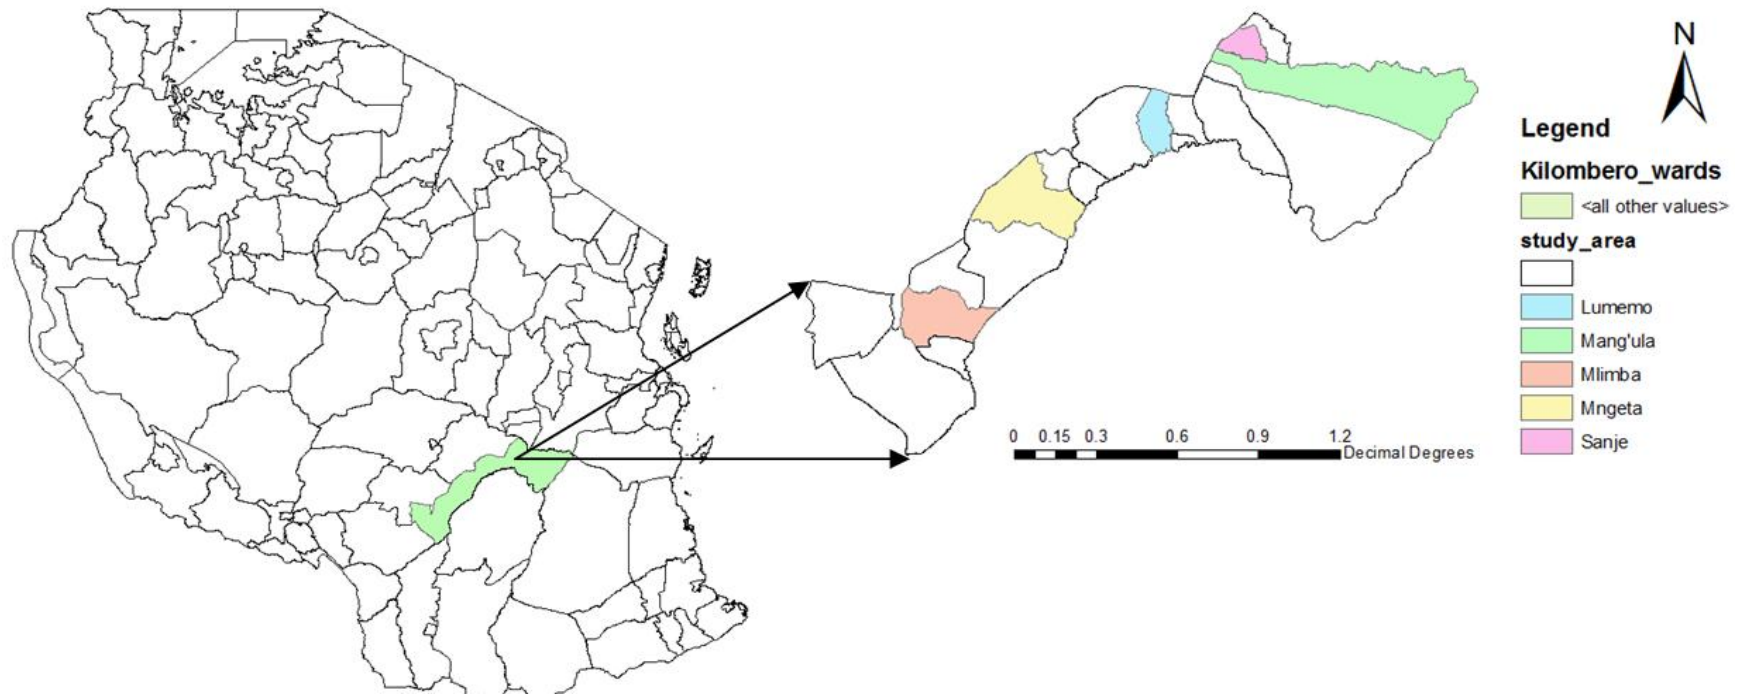 N
Legend
Kilombero_wards
<all other values>
study_area
Lumemo
Mang'ula
Mlimba
Mngeta
Sanje
0 0.15 0.3 0.6 0.9 1.2
Decimal Degrees